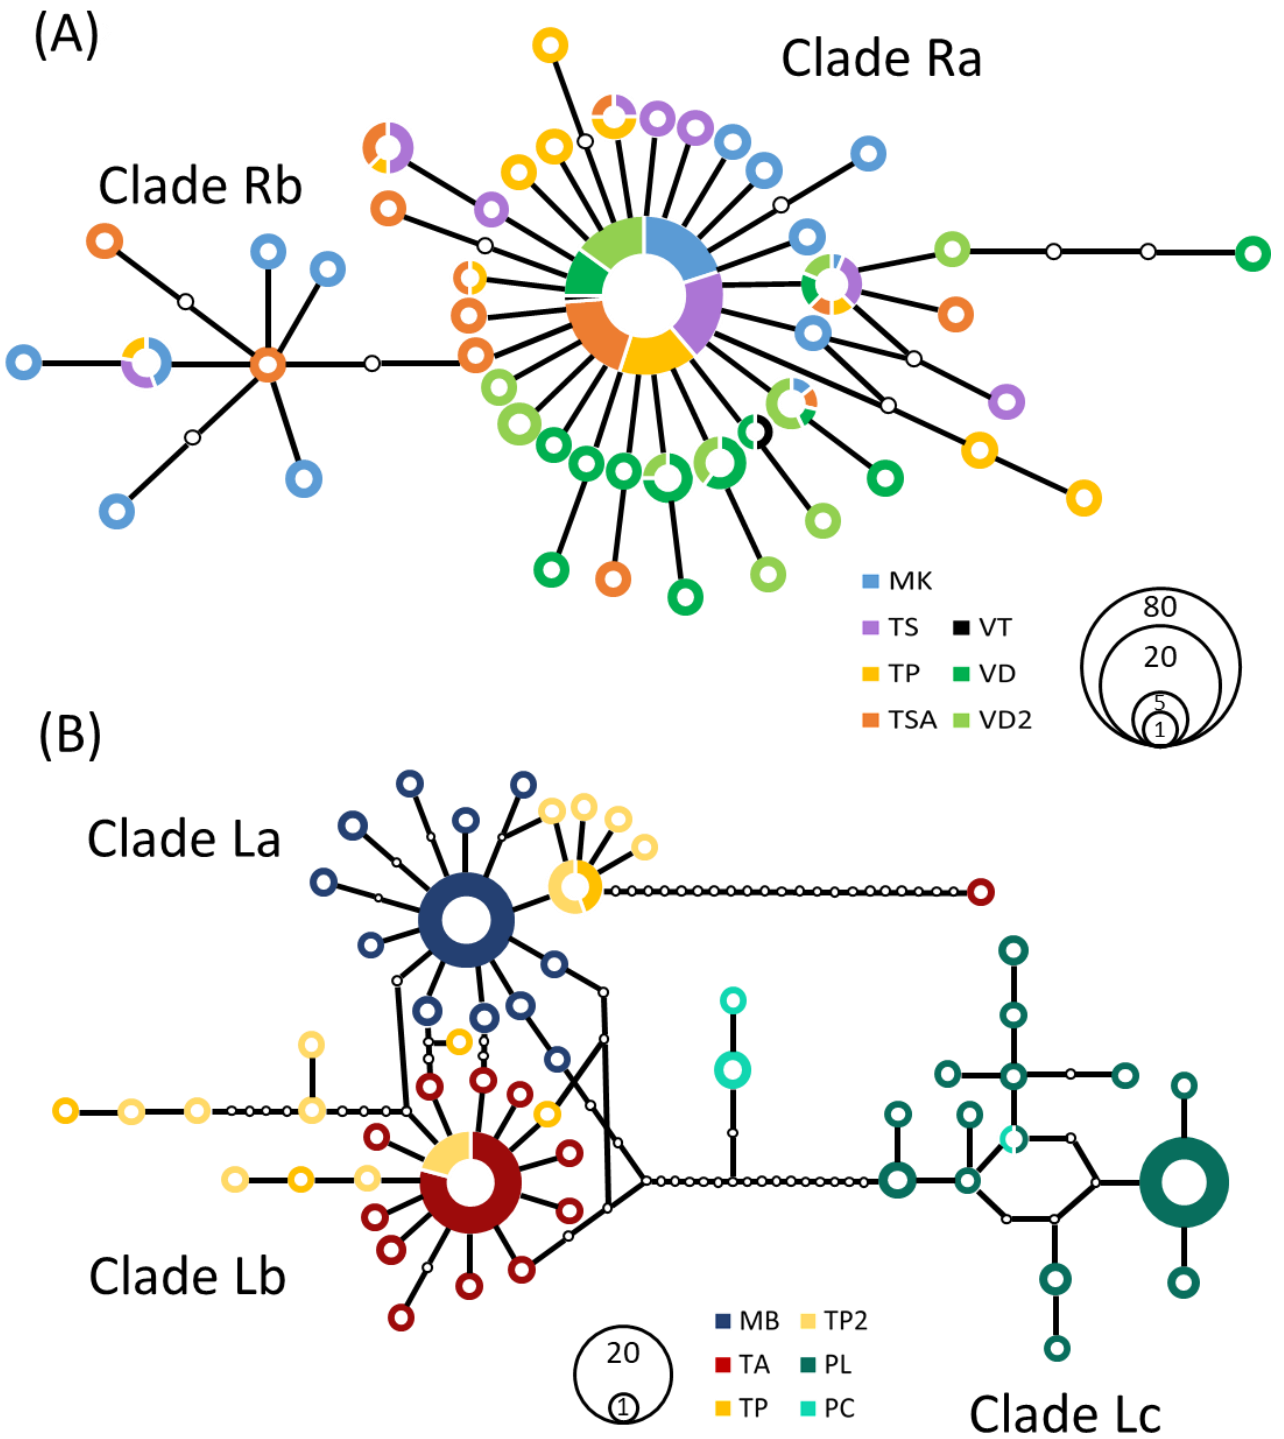 (A)
Clade Ra
Clade Rb
MK
TS VT
TP VD
TSA VD2
80
20
5
1
(B)
Clade La
Clade Lb
MB TP2
TA PL
TP PC
20
1
Clade Lc